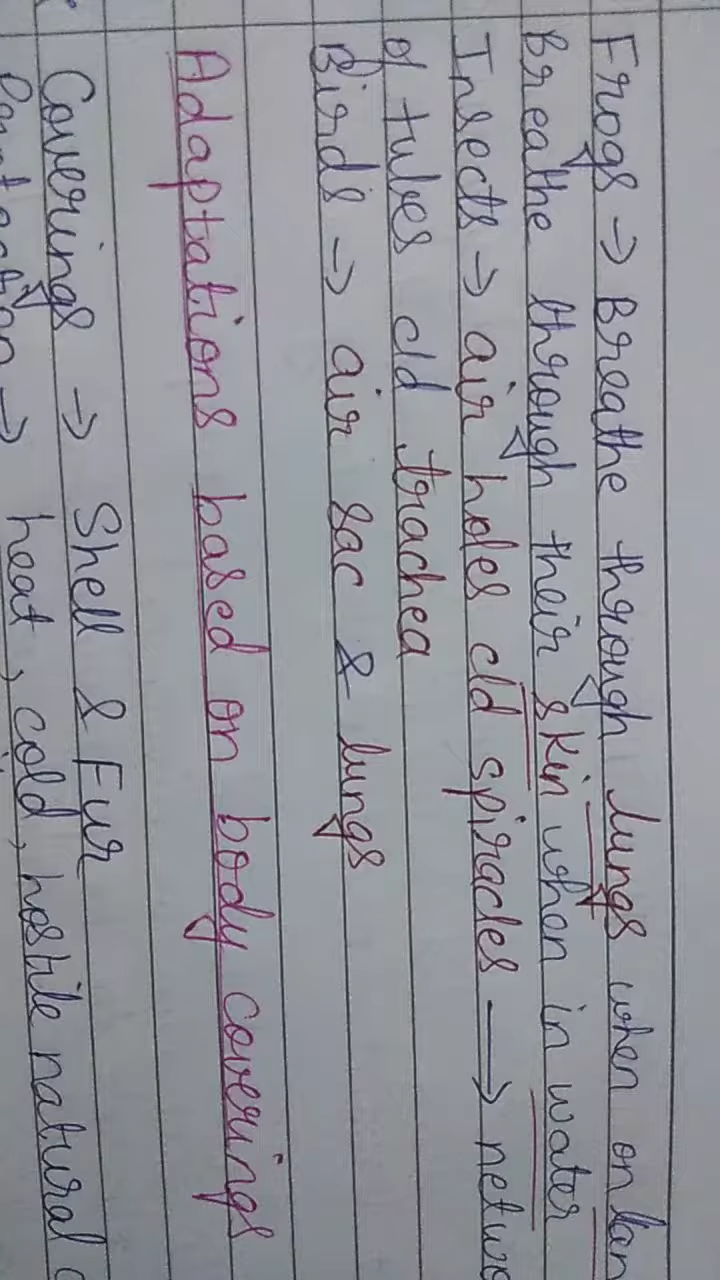 Frogs → Breathe through lungs when on lan
Breathe through their skin when in water
Insects → air holes cld spiracles → netwo
of tubes cld trachea
Birds → air sac & lungs
Adaptations based on body coverings
Coverings → Shell & Fur
→ heat, cold, hostile natural